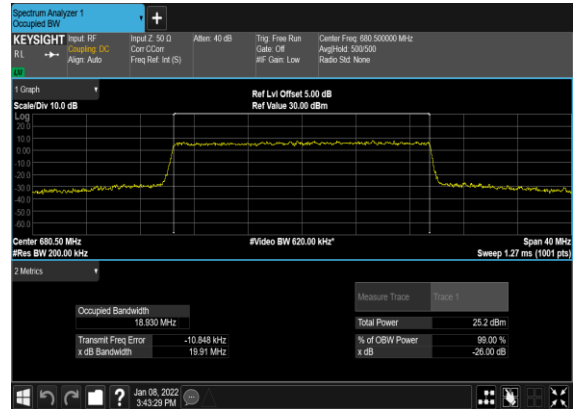 Spectrum Analyzer 1
Occupied BW
KEYSIGHT Input: RF Input Z: 50 Ω Atten: 40 dB Trig: Free Run Center Freq: 680.500000 MHz
RL Coupling: DC Corr CCorr Gate: Off Avg|Hold: 500/500
Align: Auto Freq Ref: Int (S) #IF Gain: Low Radio Std: None
LW
1 Graph Ref Lvl Offset 5.00 dB
Scale/Div 10.0 dB Ref Value 30.00 dBm
Log
20.0
10.0
0.00
-10.0
-20.0
-30.0
-40.0
-50.0
-60.0
Center 680.50 MHz #Video BW 620.00 kHz* Span 40 MHz
#Res BW 200.00 kHz Sweep 1.27 ms (1001 pts)
2 Metrics
Measure Trace Trace 1
Occupied Bandwidth
18.930 MHz Total Power 25.2 dBm
Transmit Freq Error -10.848 kHz % of OBW Power 99.00 %
x dB Bandwidth 19.91 MHz x dB -26.00 dB
? Jan 08, 2022
3:43:29 PM